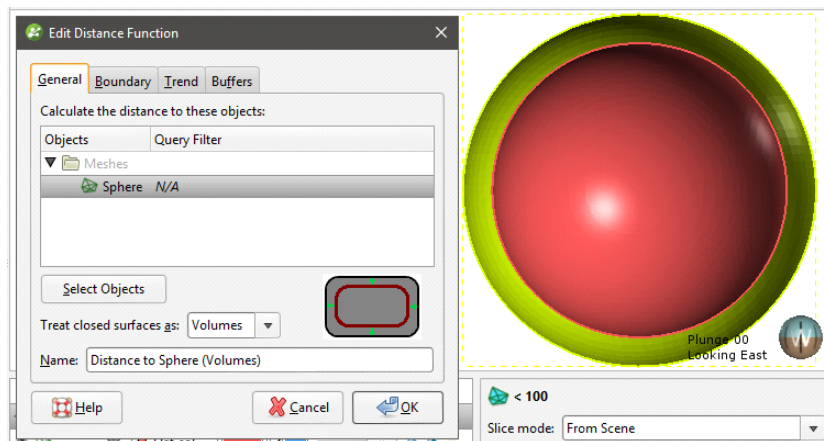 Edit Distance Function
General Boundary Trend Buffers
Calculate the distance to these objects:
Objects Query Filter
Meshes
Sphere N/A
Select Objects
Treat closed surfaces as: Volumes
Name: Distance to Sphere (Volumes)
Help Cancel OK
Plunge 00
Looking East
< 100
Slice mode: From Scene